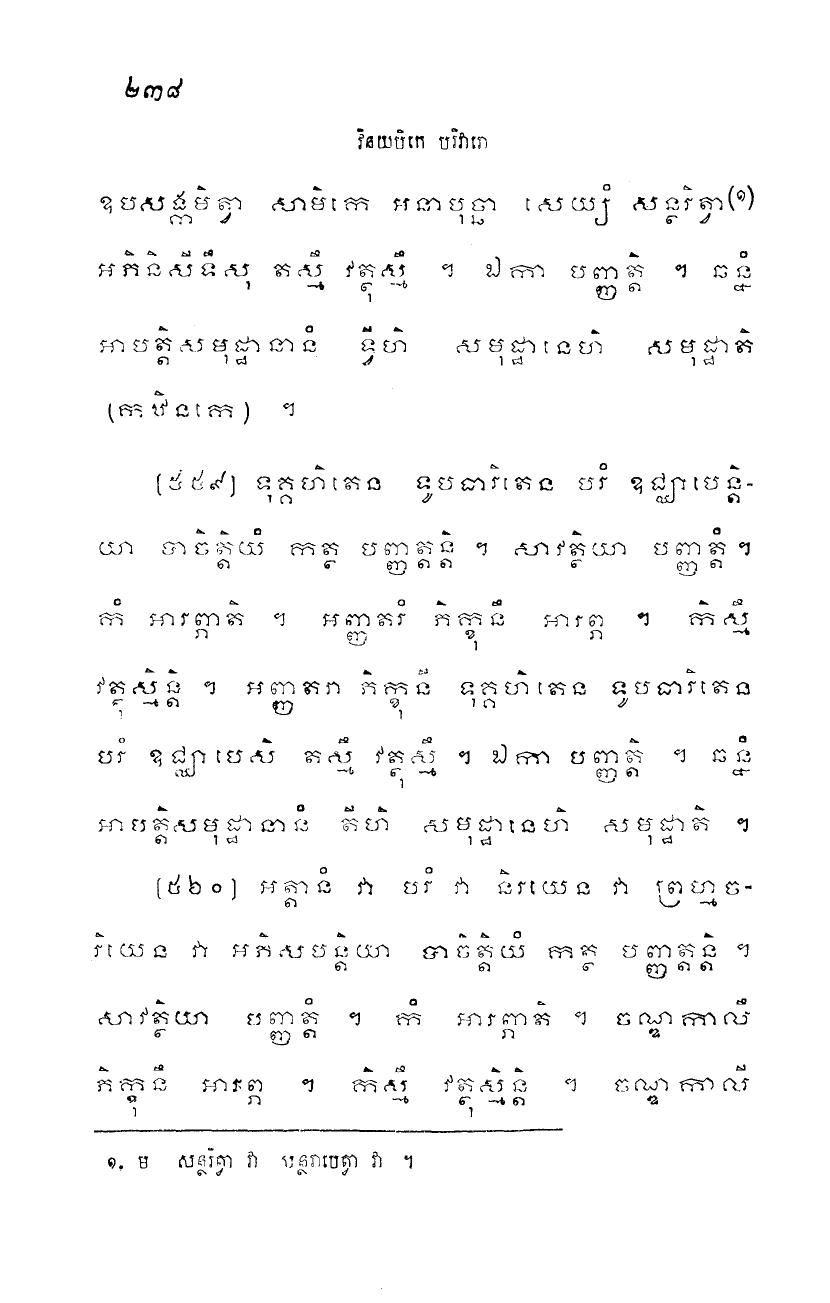 ២៣៨
វិនយបិដកេ បរិវារោ
ឧបសង្កមិត្វា សាមិកេ អនាបុច្ឆា សេយ្យំ សន្ថរិត្វា(១)
អភិនិសីទឹសុ តស្មឹ វត្ថុស្មឹ ។ ឯកា បញ្ញត្តិ ។ ឆន្នំ
អាបត្តិសមុដ្ឋានានំ ទ្វីហិ សមុដ្ឋានេហិ សមុដ្ឋាតិ
(កឋិនកេ) ។
[៥៥៩] ទុគ្គហិតេន ទូបធារិតេន បរំ ឧជ្ឈាបេន្តិ-
យា បាចិត្តិយំ កត្ថ បញ្ញត្តន្តិ ។ សាវត្ថិយា បញ្ញត្តំ ។
កំ អារព្ភាតិ ។ អញ្ញតរំ ភិក្ខុនឹ អារព្ភ ។ កិស្មឹ
វត្ថុស្មិន្តិ ។ អញ្ញតរា ភិក្ខុនី ទុគ្គហិតេន ទូបធារិតេន
បរំ ឧជ្ឈាបេសិ តស្មឹ វត្ថុស្មឹ ។ ឯកា បញ្ញត្តិ ។ ឆន្នំ
អាបត្តិសមុដ្ឋានានំ តីហិ សមុដ្ឋានេហិ សមុដ្ឋាតិ ។
[៥៦០] អត្តានំ វា បរំ វា និរយេន វា ព្រហ្មច-
រិយេន វា អភិសបន្តិយា បាចិត្តិយំ កត្ថ បញ្ញត្តន្តិ ។
សាវត្ថិយា បញ្ញត្តំ ។ កំ អារព្ភាតិ ។ ចណ្ឌកាលឹ
ភិក្ខុនឹ អារព្ភ ។ កិស្មឹ វត្ថុស្មិន្តិ ។ ចណ្ឌកាលី
១. ម សន្ថរិត្វា វា សន្ថរាបេត្វា វា ។